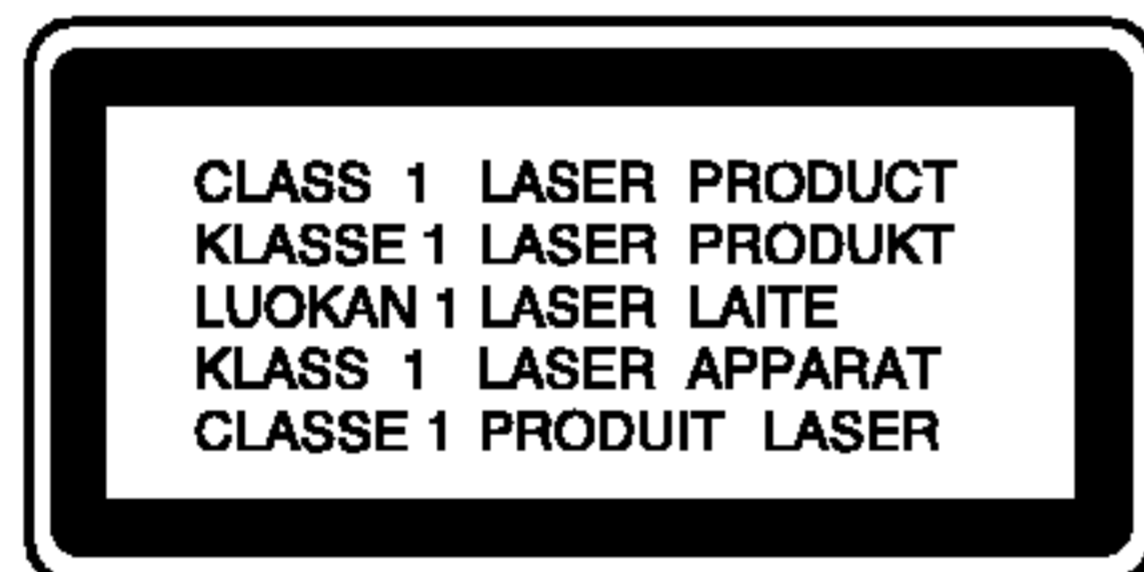 CLASS 1 LASER PRODUCT
KLASSE 1 LASER PRODUKT
LUOKAN 1 LASER LAITE
KLASS 1 LASER APPARAT
CLASSE 1 PRODUIT LASER